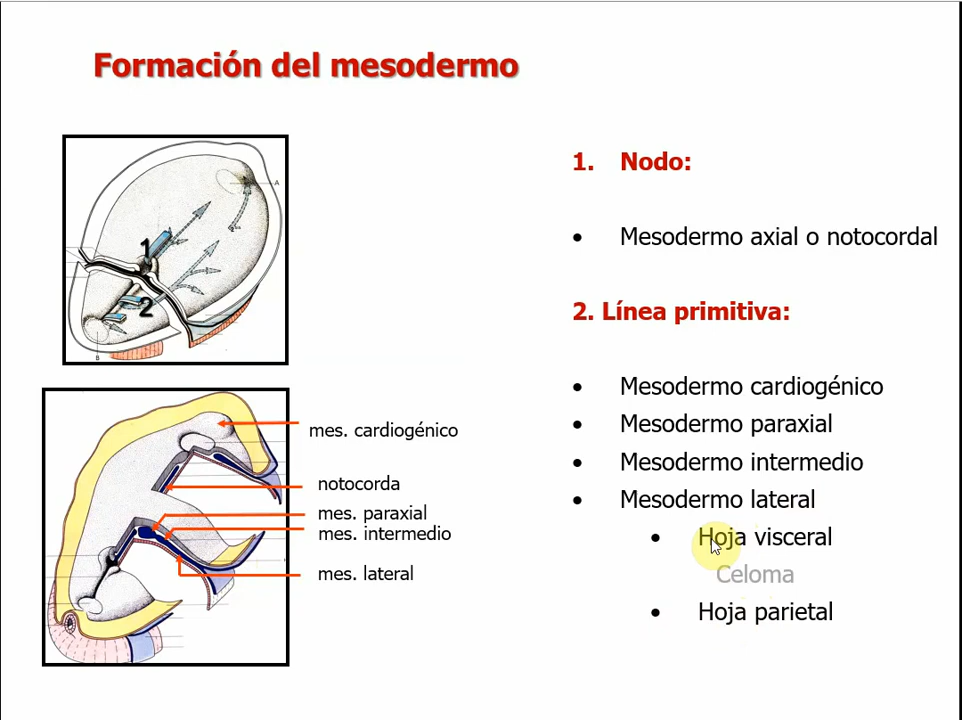 Formación del mesodermo
1
2
A
B
mes. cardiogénico
notocorda
mes. paraxial
mes. intermedio
mes. lateral
1. Nodo:
• Mesodermo axial o notocordal
2. Línea primitiva:
• Mesodermo cardiogénico
• Mesodermo paraxial
• Mesodermo intermedio
• Mesodermo lateral
• Hoja visceral
Celoma
• Hoja parietal